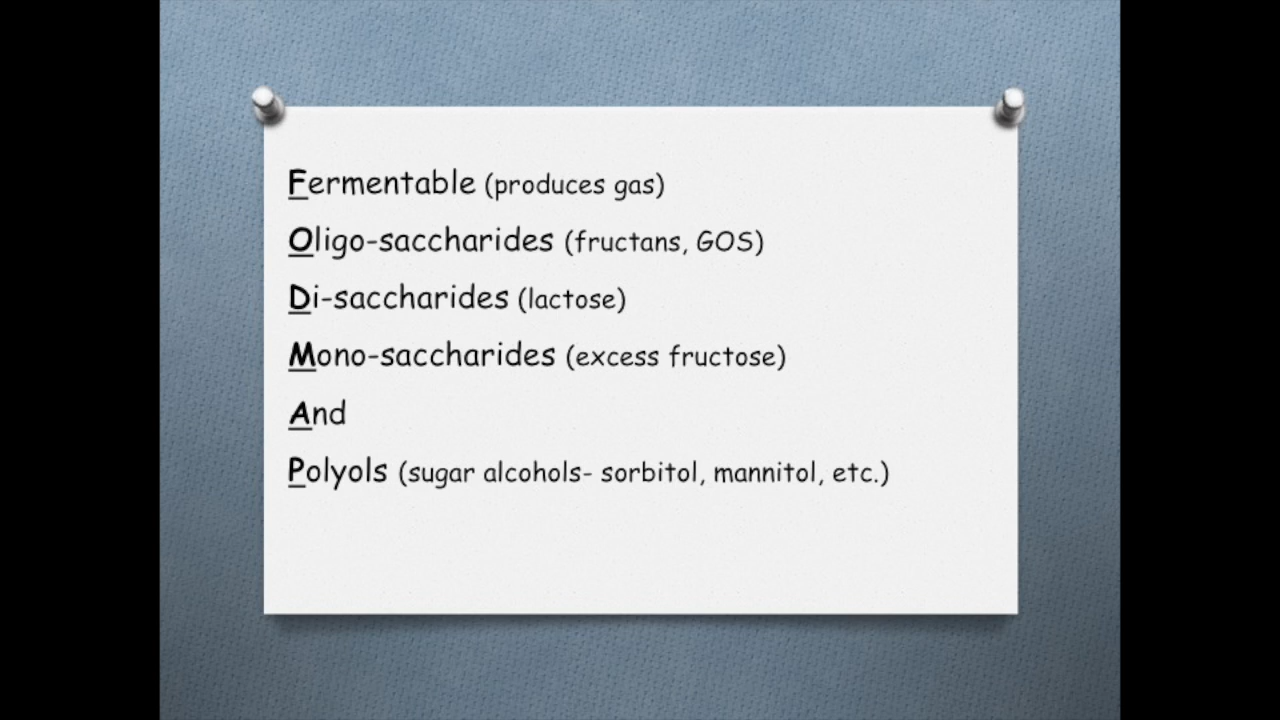 Fermentable (produces gas)
Oligo-saccharides (fructans, GOS)
Di-saccharides (lactose)
Mono-saccharides (excess fructose)
And
Polyols (sugar alcohols- sorbitol, mannitol, etc.)